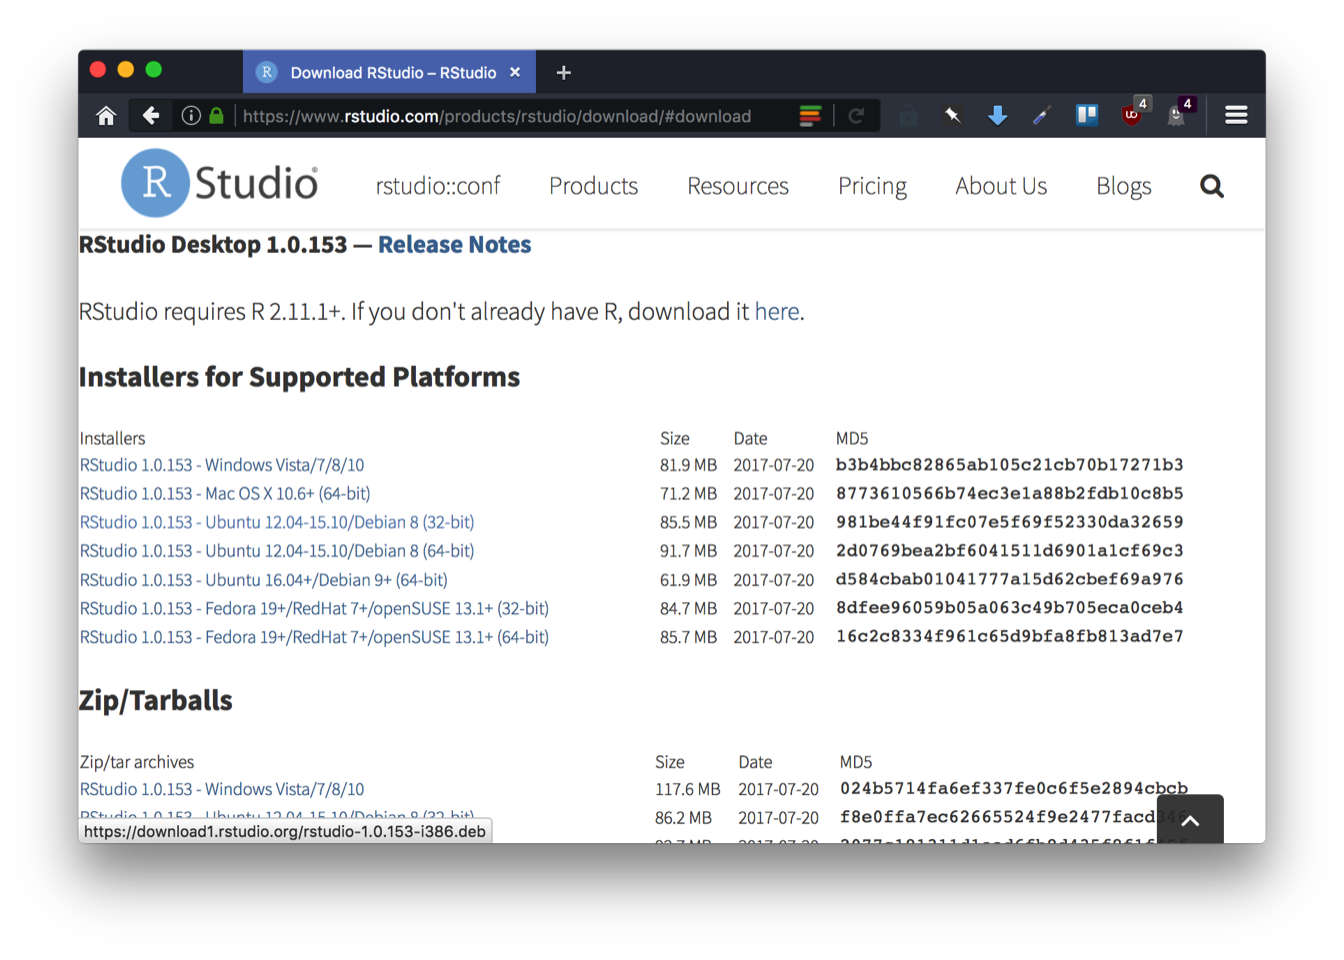 Download RStudio – RStudio
https://www.rstudio.com/products/rstudio/download/#download
4
4
R Studio®
rstudio::conf Products Resources Pricing About Us Blogs
RStudio Desktop 1.0.153 — Release Notes
RStudio requires R 2.11.1+. If you don't already have R, download it here.
Installers for Supported Platforms
Installers Size Date MD5
RStudio 1.0.153 - Windows Vista/7/8/10 81.9 MB 2017-07-20 b3b4bbc82865ab105c21cb70b17271b3
RStudio 1.0.153 - Mac OS X 10.6+ (64-bit) 71.2 MB 2017-07-20 8773610566b74ec3e1a88b2fdb10c8b5
RStudio 1.0.153 - Ubuntu 12.04-15.10/Debian 8 (32-bit) 85.5 MB 2017-07-20 981be44f91fc07e5f69f52330da32659
RStudio 1.0.153 - Ubuntu 12.04-15.10/Debian 8 (64-bit) 91.7 MB 2017-07-20 2d0769bea2bf6041511d6901a1cf69c3
RStudio 1.0.153 - Ubuntu 16.04+/Debian 9+ (64-bit) 61.9 MB 2017-07-20 d584cbab01041777a15d62cbef69a976
RStudio 1.0.153 - Fedora 19+/RedHat 7+/openSUSE 13.1+ (32-bit) 84.7 MB 2017-07-20 8dfee96059b05a063c49b705eca0ceb4
RStudio 1.0.153 - Fedora 19+/RedHat 7+/openSUSE 13.1+ (64-bit) 85.7 MB 2017-07-20 16c2c8334f961c65d9bfa8fb813ad7e7
Zip/Tarballs
Zip/tar archives Size Date MD5
RStudio 1.0.153 - Windows Vista/7/8/10 117.6 MB 2017-07-20 024b5714fa6ef337fe0c6f5e2894cbcb
RStudio 1.0.153 - Ubuntu 12.04-15.10/Debian 8 (32-bit) 86.2 MB 2017-07-20
https://download1.rstudio.org/rstudio-1.0.153-i386.deb